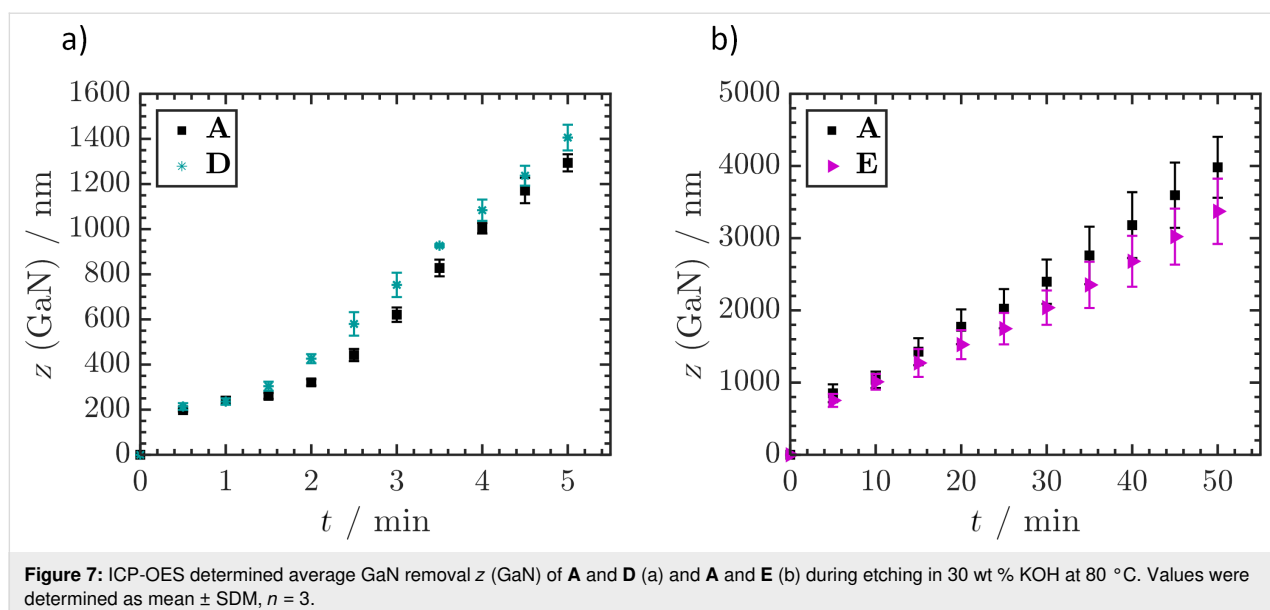 a)
b)
1600
1400
1200
1000
800
600
400
200
0
z (GaN) / nm
A
D
0 1 2 3 4 5
t / min
5000
4000
3000
2000
1000
0
z (GaN) / nm
A
E
0 10 20 30 40 50
t / min
Figure 7: ICP-OES determined average GaN removal z (GaN) of A and D (a) and A and E (b) during etching in 30 wt % KOH at 80 °C. Values were
determined as mean ± SDM, n = 3.